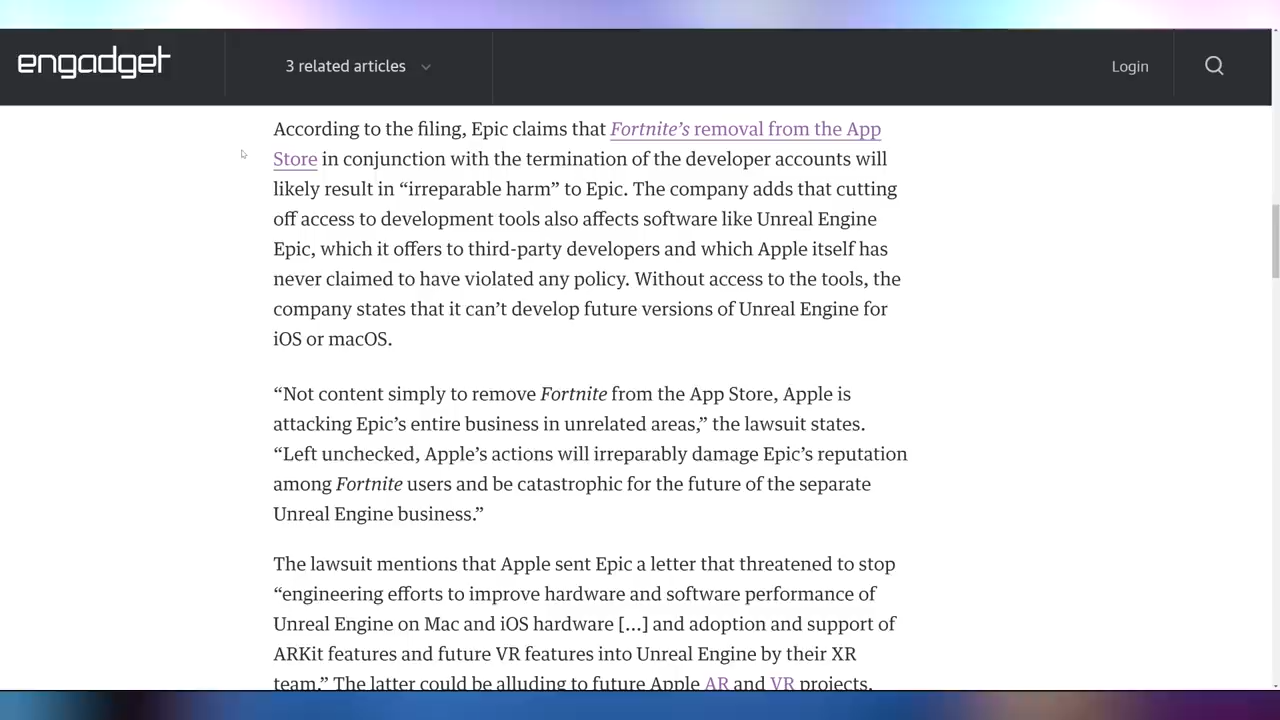 engadget
3 related articles
Login
According to the filing, Epic claims that Fortnite’s removal from the App
Store in conjunction with the termination of the developer accounts will
likely result in “irreparable harm” to Epic. The company adds that cutting
off access to development tools also affects software like Unreal Engine
Epic, which it offers to third-party developers and which Apple itself has
never claimed to have violated any policy. Without access to the tools, the
company states that it can’t develop future versions of Unreal Engine for
iOS or macOS.
“Not content simply to remove Fortnite from the App Store, Apple is
attacking Epic’s entire business in unrelated areas,” the lawsuit states.
“Left unchecked, Apple’s actions will irreparably damage Epic’s reputation
among Fortnite users and be catastrophic for the future of the separate
Unreal Engine business.”
The lawsuit mentions that Apple sent Epic a letter that threatened to stop
“engineering efforts to improve hardware and software performance of
Unreal Engine on Mac and iOS hardware [...] and adoption and support of
ARKit features and future VR features into Unreal Engine by their XR
team.” The latter could be alluding to future Apple AR and VR projects.